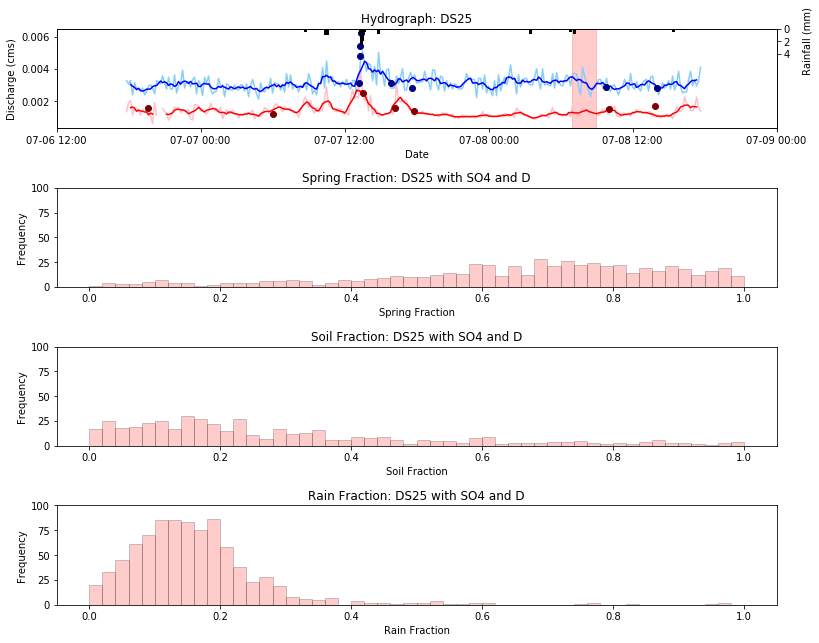 Hydrograph: DS25
Discharge (cms)
0.006
0.004
0.002
0
2
4
Rainfall (mm)
07-06 12:00 07-07 00:00 07-07 12:00 07-08 00:00 07-08 12:00 07-09 00:00
Date
Spring Fraction: DS25 with SO4 and D
Frequency
100
75
50
25
0
0.0 0.2 0.4 0.6 0.8 1.0
Spring Fraction
Soil Fraction: DS25 with SO4 and D
Frequency
100
75
50
25
0
0.0 0.2 0.4 0.6 0.8 1.0
Soil Fraction
Rain Fraction: DS25 with SO4 and D
Frequency
100
75
50
25
0
0.0 0.2 0.4 0.6 0.8 1.0
Rain Fraction